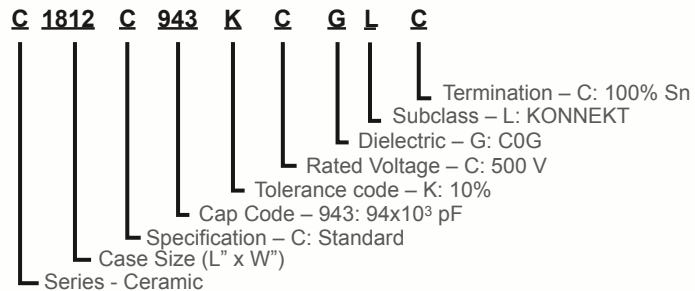 C 1812 C 943 K C G L C
Termination – C: 100% Sn
Subclass – L: KONNEKT
Dielectric – G: C0G
Rated Voltage – C: 500 V
Tolerance code – K: 10%
Cap Code – 943: 94x10³ pF
Specification – C: Standard
Case Size (L” x W”)
Series - Ceramic